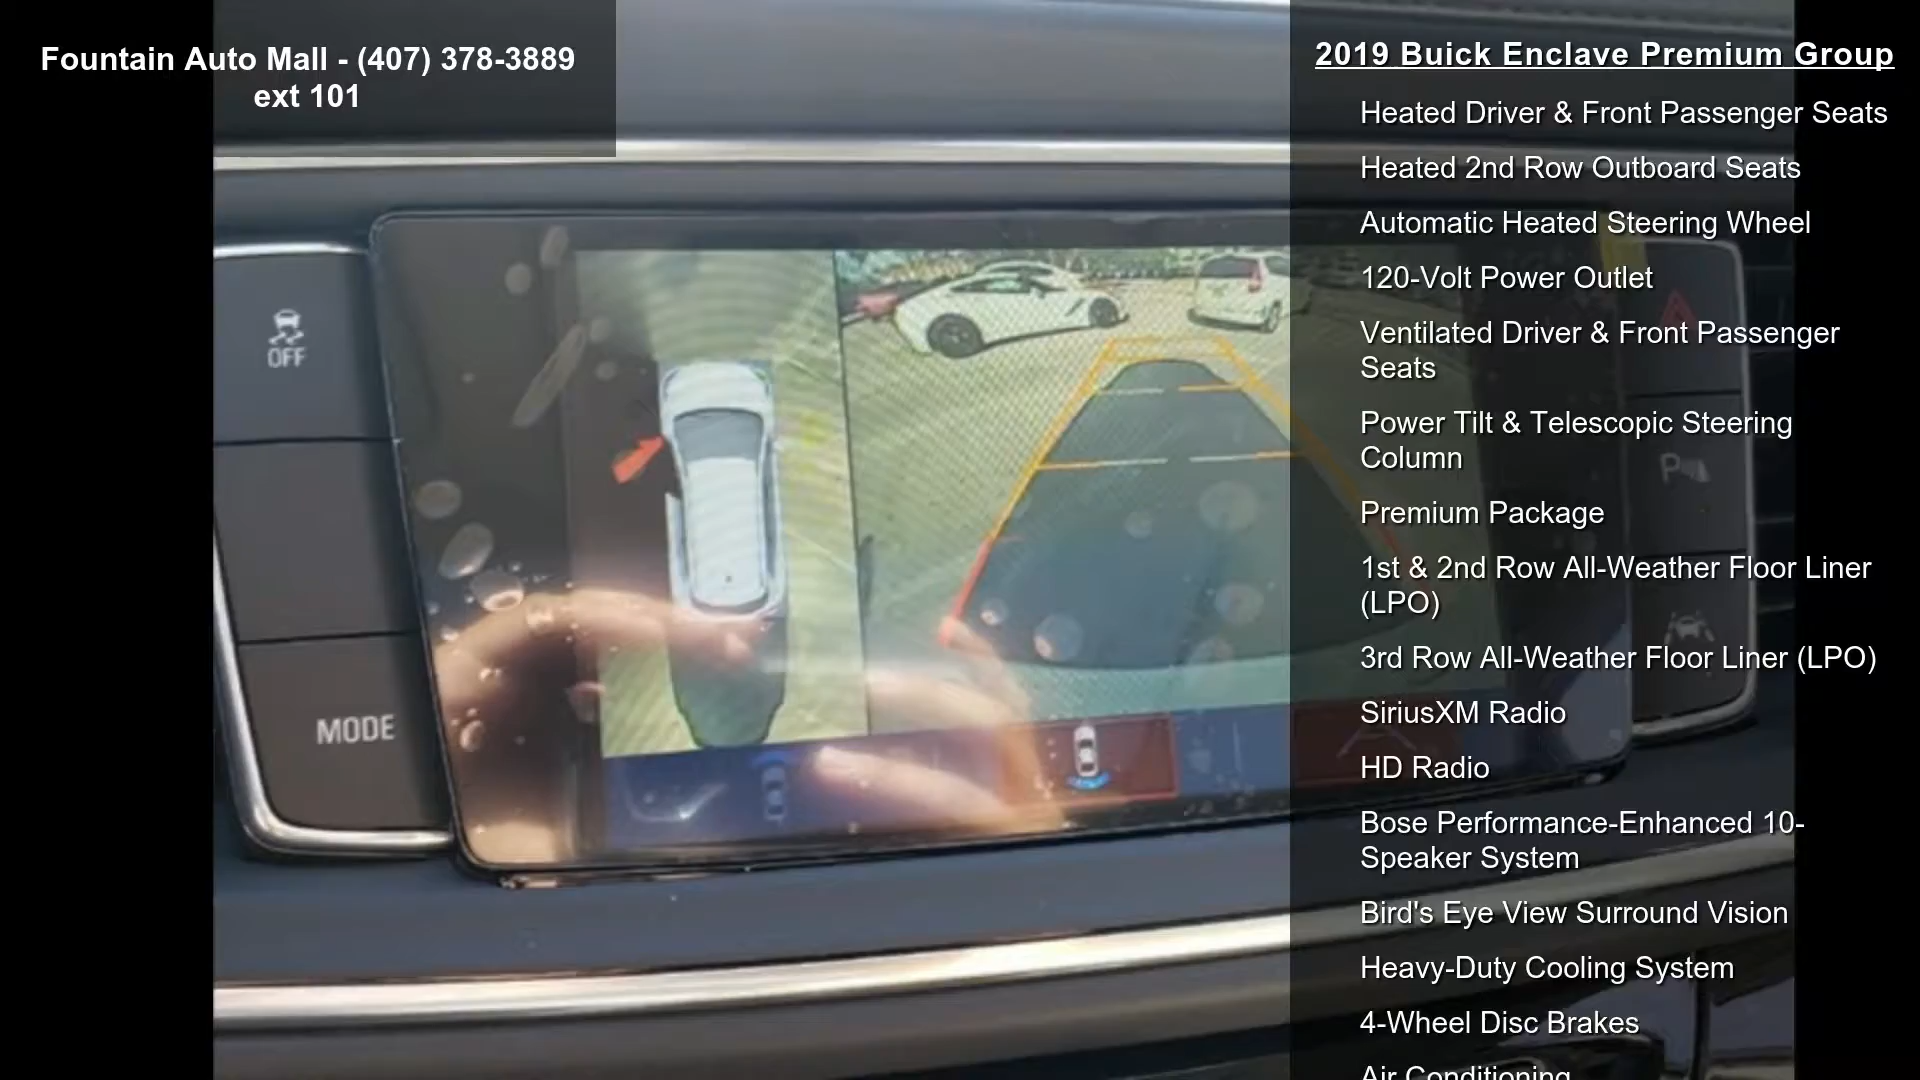 Fountain Auto Mall - (407) 378-3889
ext 101
2019 Buick Enclave Premium Group
Heated Driver & Front Passenger Seats
Heated 2nd Row Outboard Seats
Automatic Heated Steering Wheel
120-Volt Power Outlet
Ventilated Driver & Front Passenger
Seats
Power Tilt & Telescopic Steering
Column
Premium Package
1st & 2nd Row All-Weather Floor Liner
(LPO)
3rd Row All-Weather Floor Liner (LPO)
SiriusXM Radio
HD Radio
Bose Performance-Enhanced 10-
Speaker System
Bird's Eye View Surround Vision
Heavy-Duty Cooling System
4-Wheel Disc Brakes
Air Conditioning
OFF
MODE
P